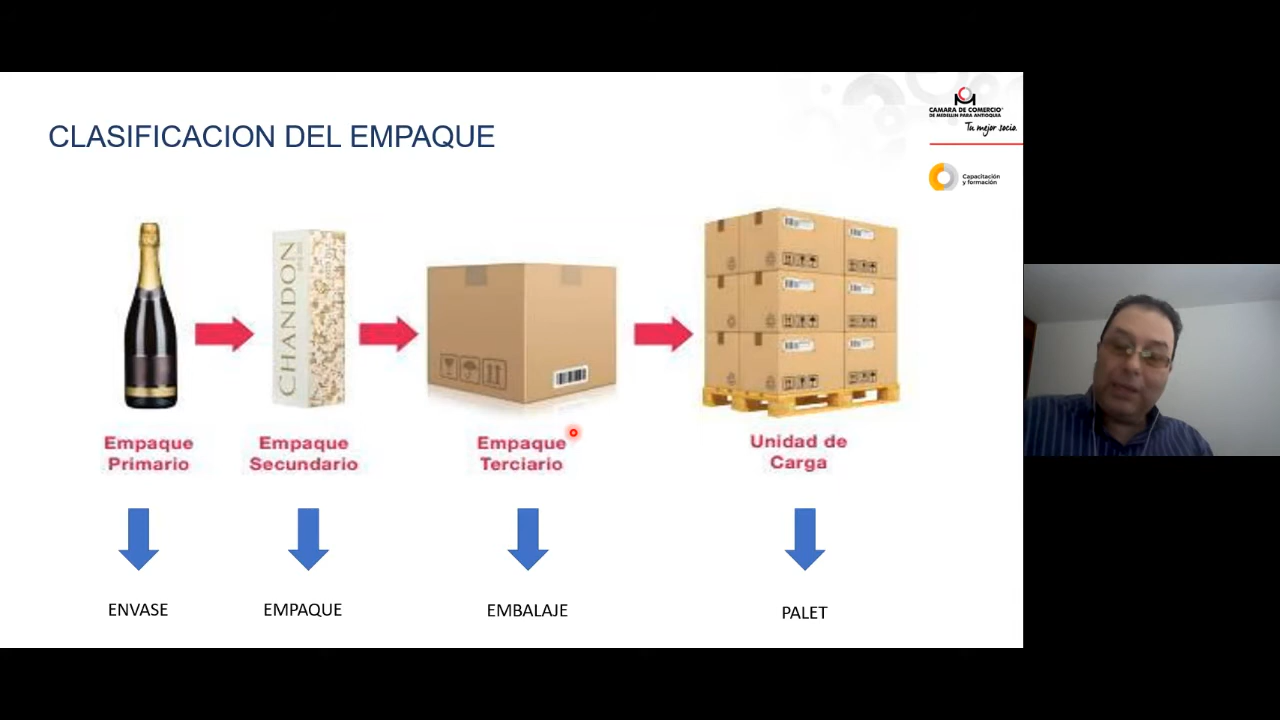 CLASIFICACION DEL EMPAQUE
CAMARA DE COMERCIO
DE MEDELLIN PARA ANTIOQUIA
Tu mejor socio.
Capacitación
y formación
CHANDON
Empaque
Primario
Empaque
Secundario
Empaque
Terciario
Unidad de
Carga
ENVASE
EMPAQUE
EMBALAJE
PALET